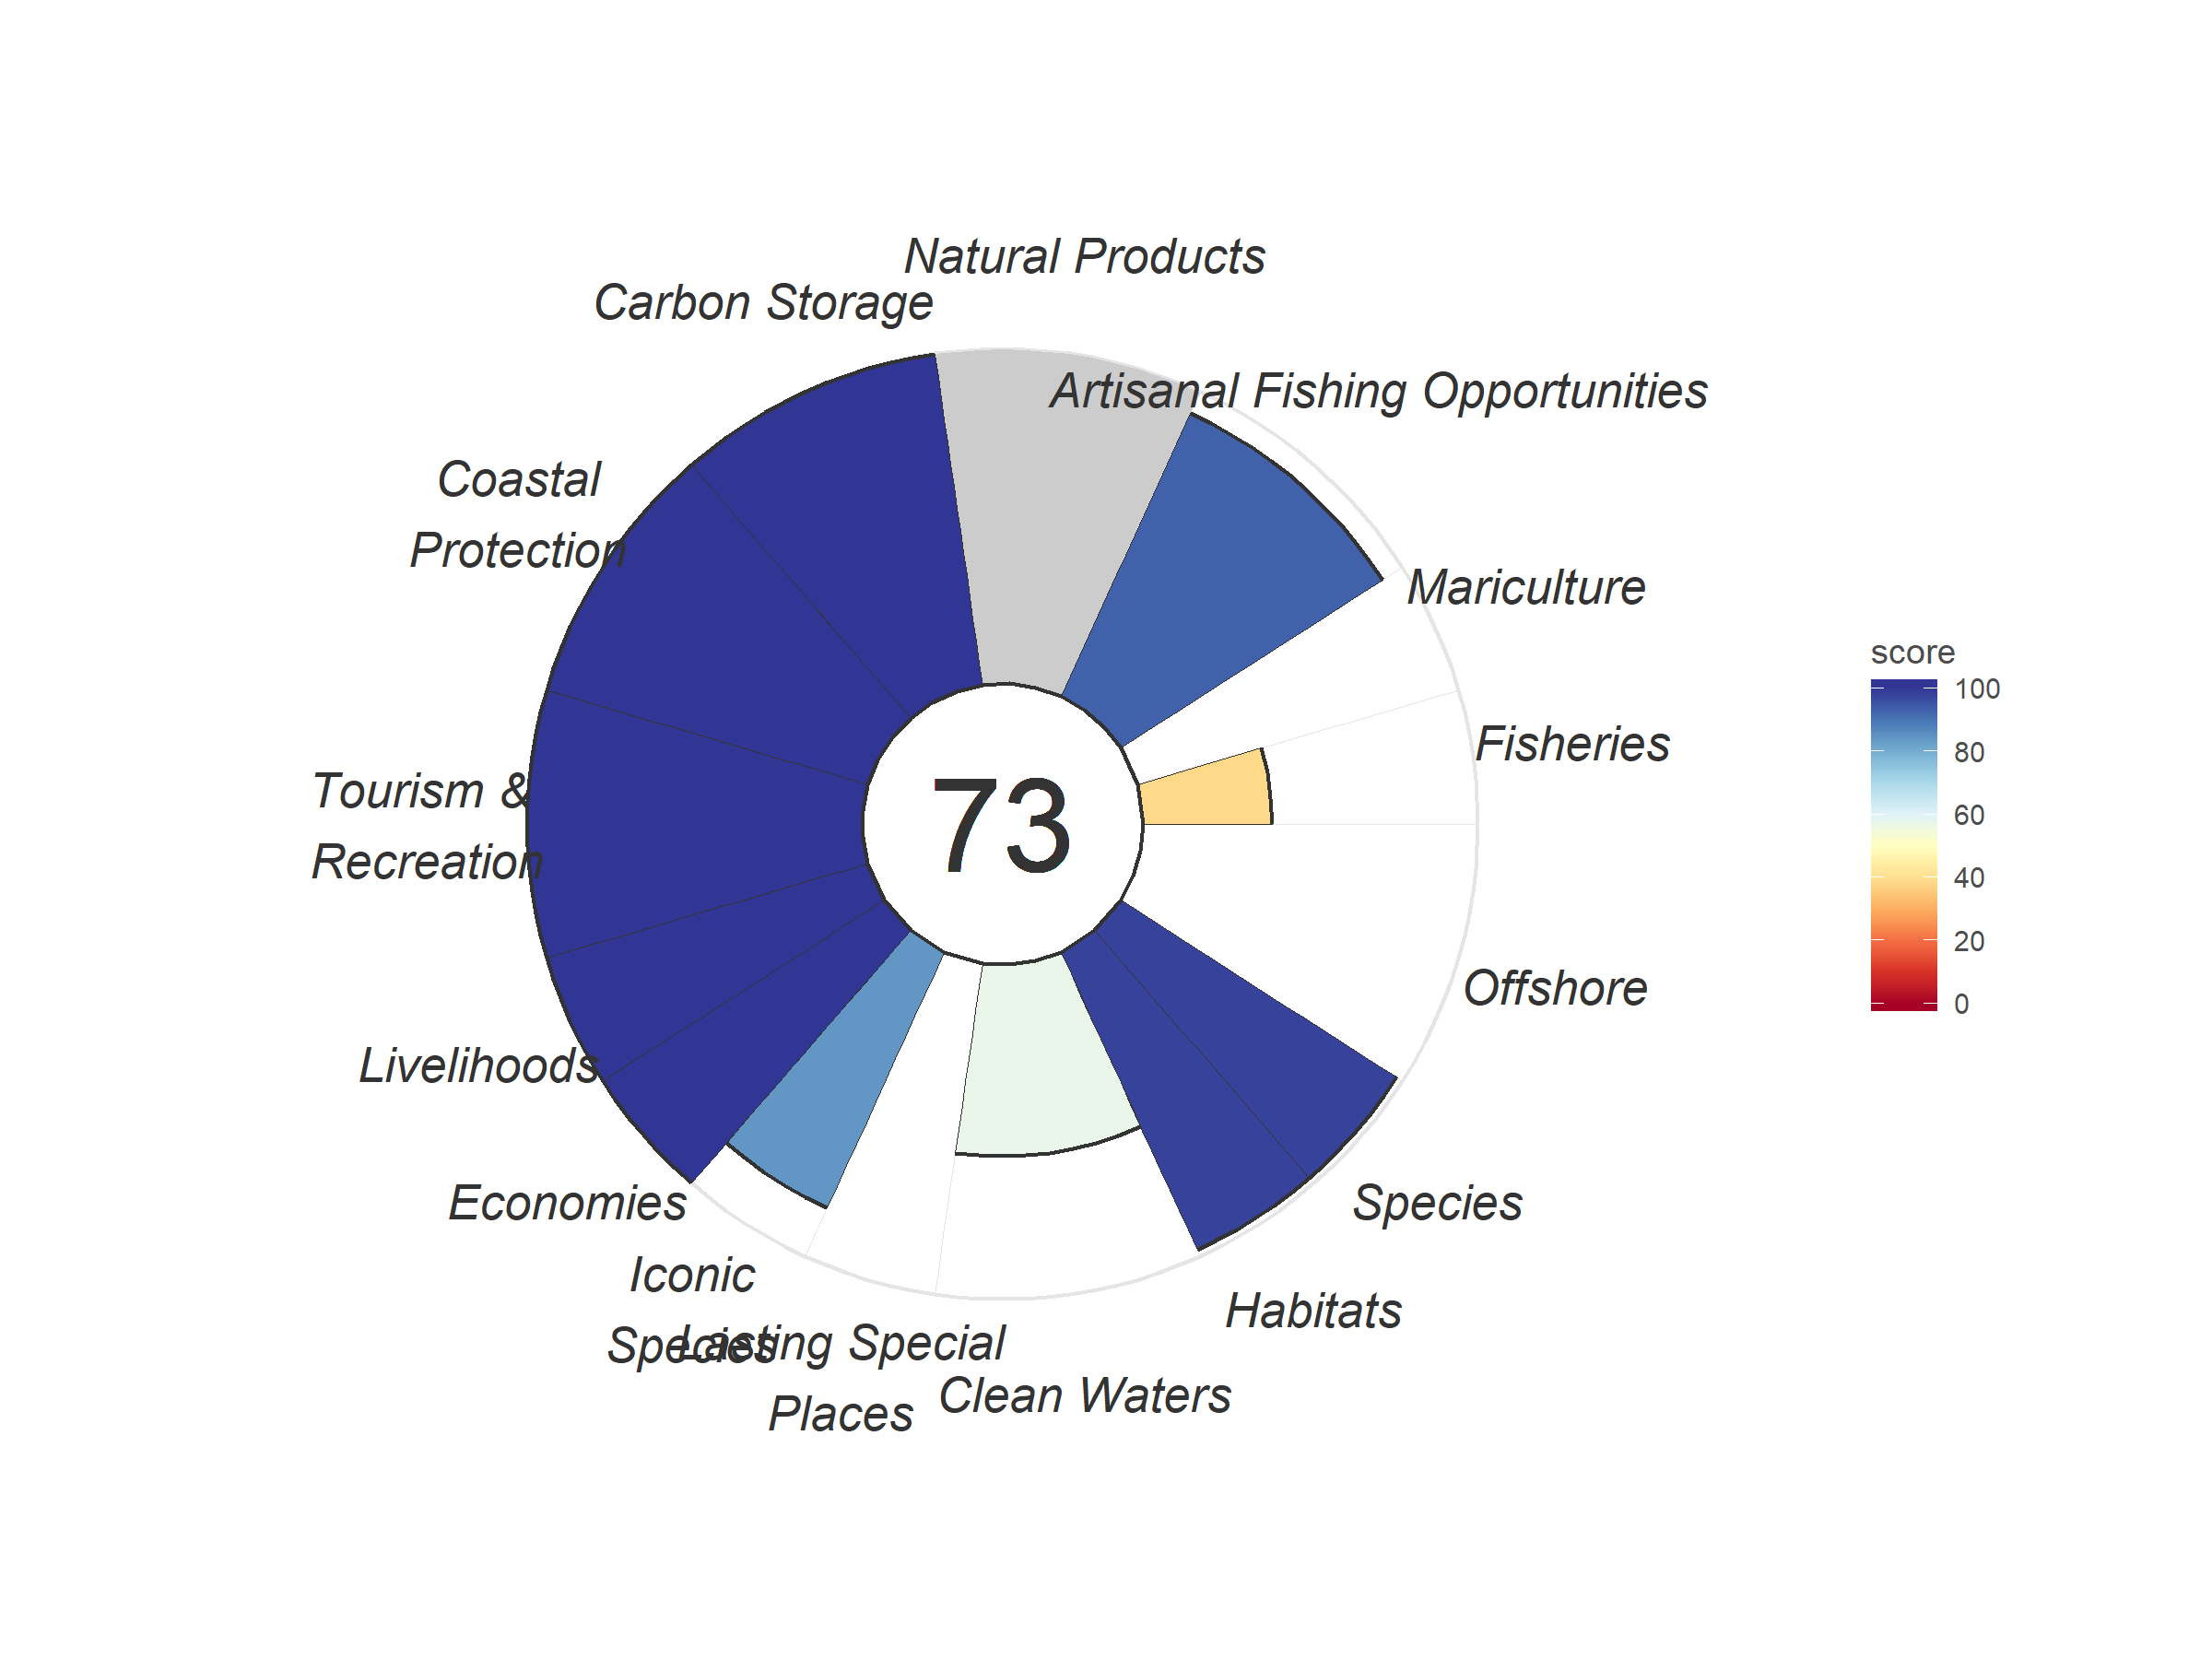 Natural Products
Carbon Storage
Artisanal Fishing Opportunities
Coastal
Protection
Mariculture
Fisheries
Tourism &
Recreation
73
Offshore
Livelihoods
Species
Economies
Habitats
Iconic
Species
Lasting Special
Places
Clean Waters
score
100
80
60
40
20
0